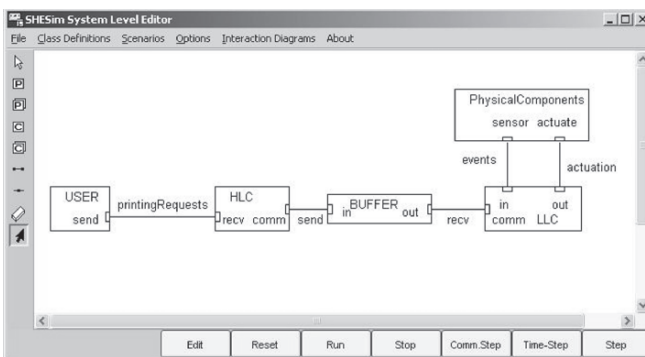 SHESim System Level Editor
File Class Definitions Scenarios Options Interaction Diagrams About
P
P
C
C
PhysicalComponents
sensor actuate
events
actuation
USER
send
printingRequests
HLC
recv comm
send
BUFFER
in out
recv
in out
comm LLC
Edit Reset Run Stop Comm.Step Time-Step Step